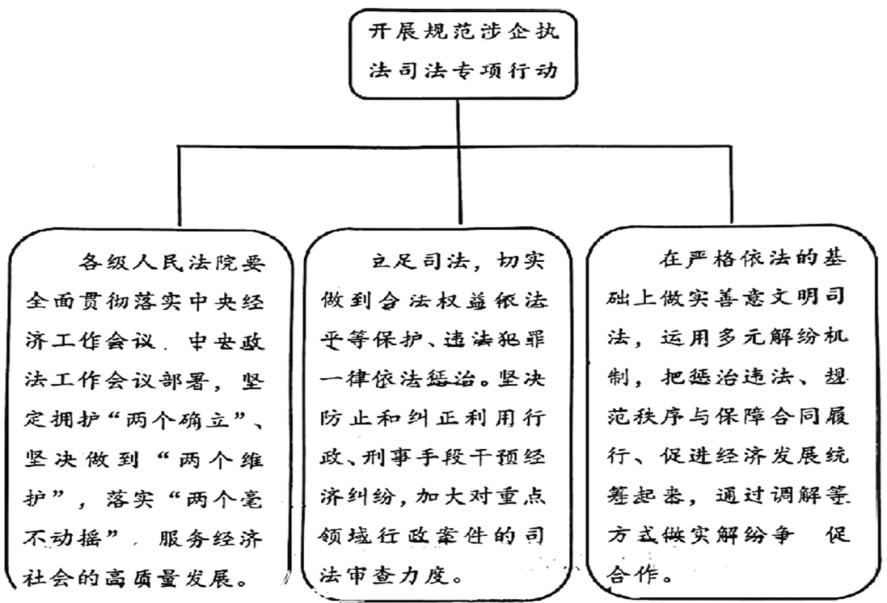 开展规范涉企执
法司法专项行动
各级人民法院要
全面贯彻落实中央经
济工作会议、中央政
法工作会议部署，坚
定拥护“两个确立”、
坚决做到“两个维
护”，落实“两个毫
不动摇”，服务经济
社会的高质量发展。
立足司法，切实
做到合法权益依法
平等保护、违法犯罪
一律依法惩治。坚决
防止和纠正利用行
政、刑事手段干预经
济纠纷，加大对重点
领域行政案件的司
法审查力度。
在严格依法的基
础上做实善意文明司
法，运用多元解纷机
制，把惩治违法、规
范秩序与保障合同履
行、促进经济发展统
筹起来，通过调解等
方式做实解纷争 促
合作。